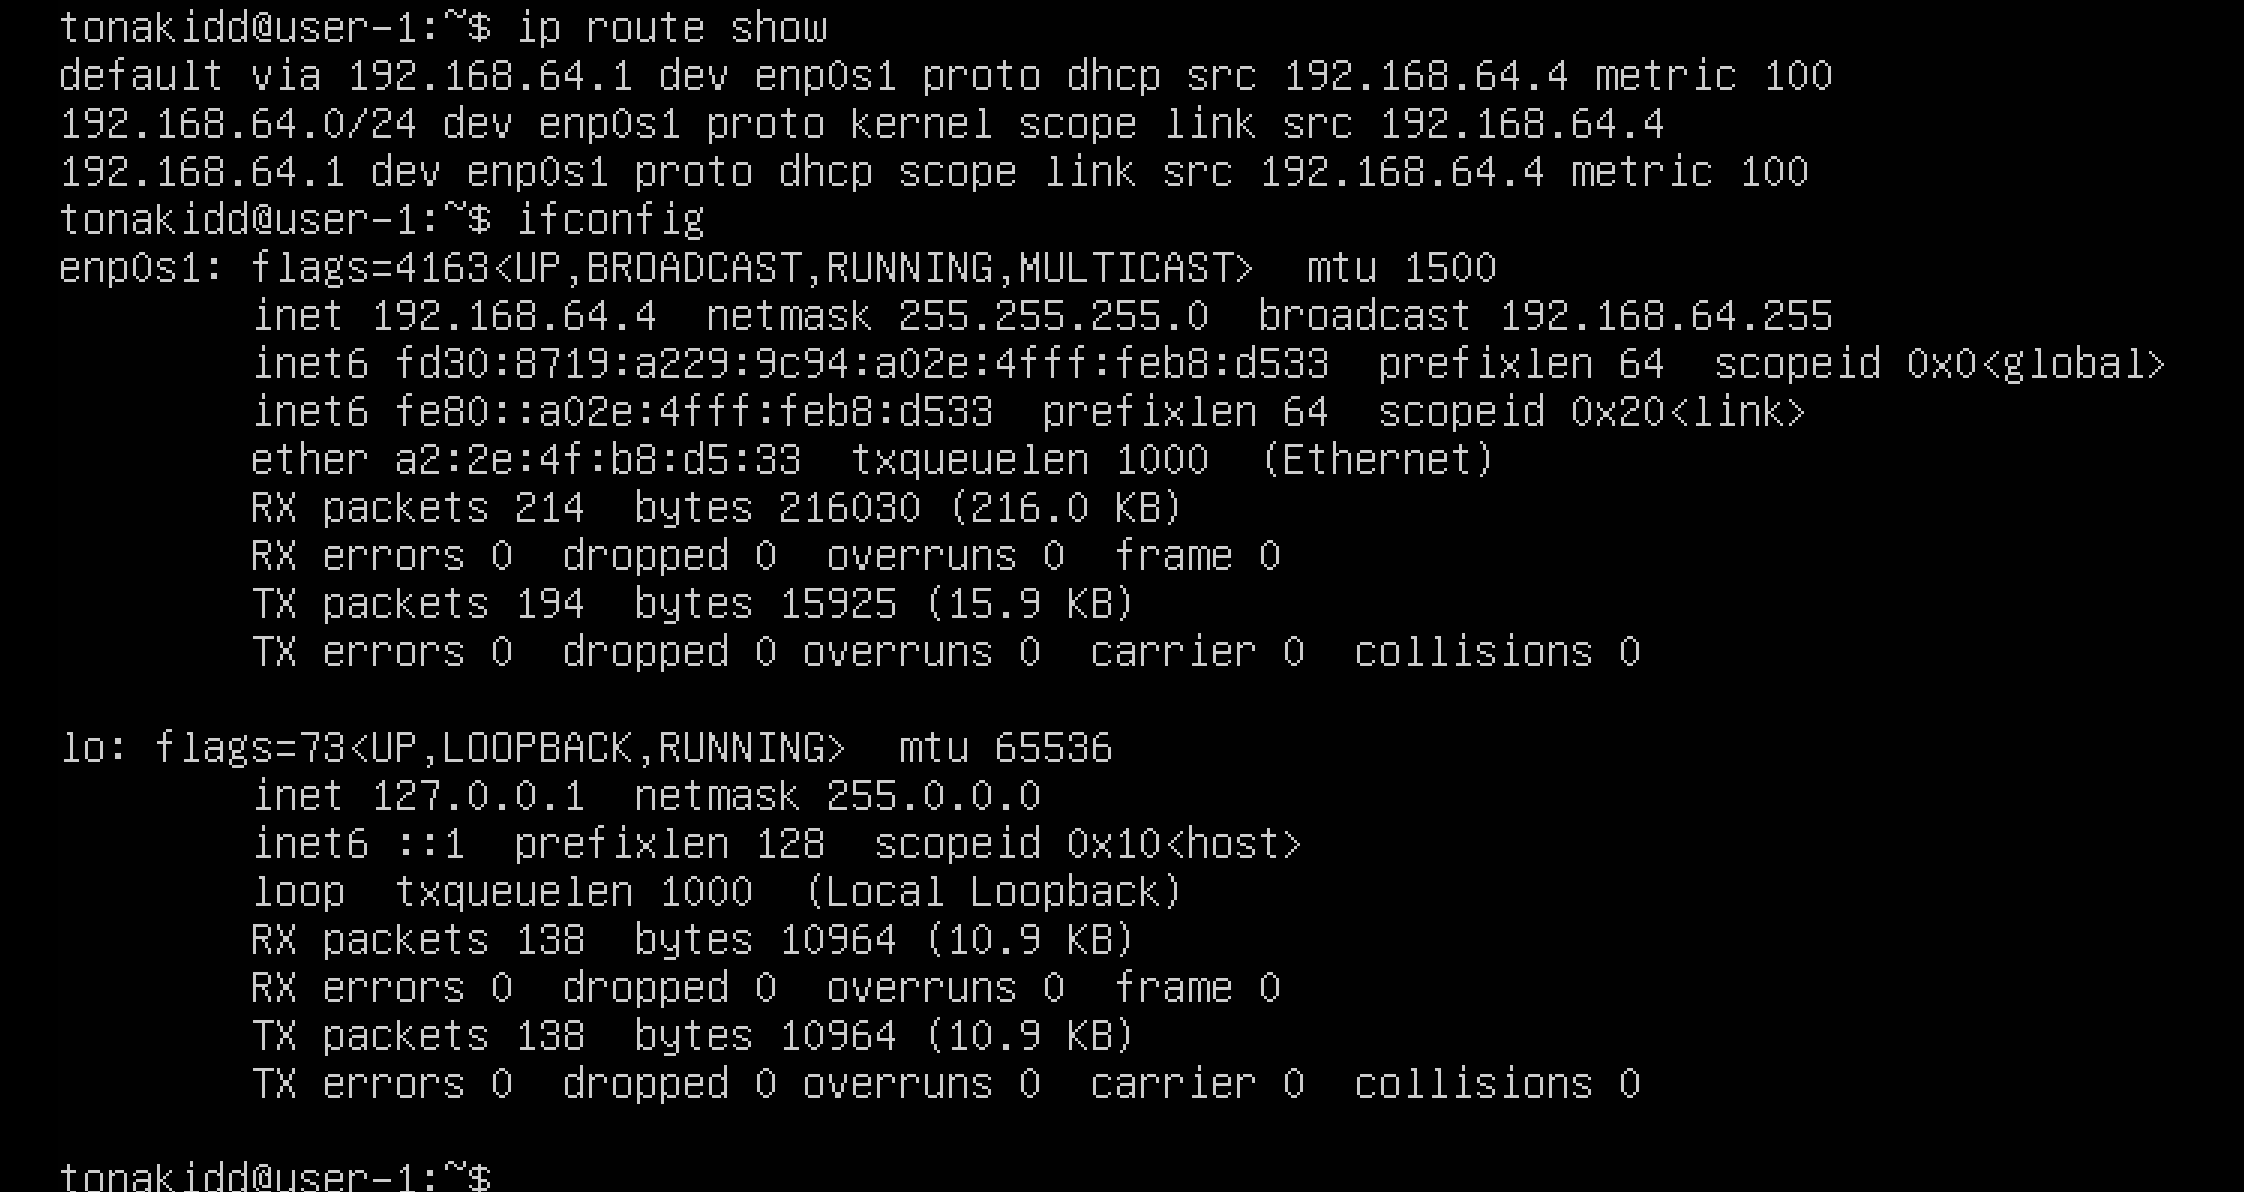 tonakidd@user-1:~$ ip route show
default via 192.168.64.1 dev enp0s1 proto dhcp src 192.168.64.4 metric 100
192.168.64.0/24 dev enp0s1 proto kernel scope link src 192.168.64.4
192.168.64.1 dev enp0s1 proto dhcp scope link src 192.168.64.4 metric 100
tonakidd@user-1:~$ ifconfig
enp0s1: flags=4163<UP,BROADCAST,RUNNING,MULTICAST>  mtu 1500
        inet 192.168.64.4  netmask 255.255.255.0  broadcast 192.168.64.255
        inet6 fd30:8719:a229:9c94:a02e:4fff:feb8:d533  prefixlen 64  scopeid 0x0<global>
        inet6 fe80::a02e:4fff:feb8:d533  prefixlen 64  scopeid 0x20<link>
        ether a2:2e:4f:b8:d5:33  txqueuelen 1000  (Ethernet)
        RX packets 214  bytes 216030 (216.0 KB)
        RX errors 0  dropped 0  overruns 0  frame 0
        TX packets 194  bytes 15925 (15.9 KB)
        TX errors 0  dropped 0 overruns 0  carrier 0  collisions 0

lo: flags=73<UP,LOOPBACK,RUNNING>  mtu 65536
        inet 127.0.0.1  netmask 255.0.0.0
        inet6 ::1  prefixlen 128  scopeid 0x10<host>
        loop  txqueuelen 1000  (Local Loopback)
        RX packets 138  bytes 10964 (10.9 KB)
        RX errors 0  dropped 0  overruns 0  frame 0
        TX packets 138  bytes 10964 (10.9 KB)
        TX errors 0  dropped 0 overruns 0  carrier 0  collisions 0

tonakidd@user-1:~$